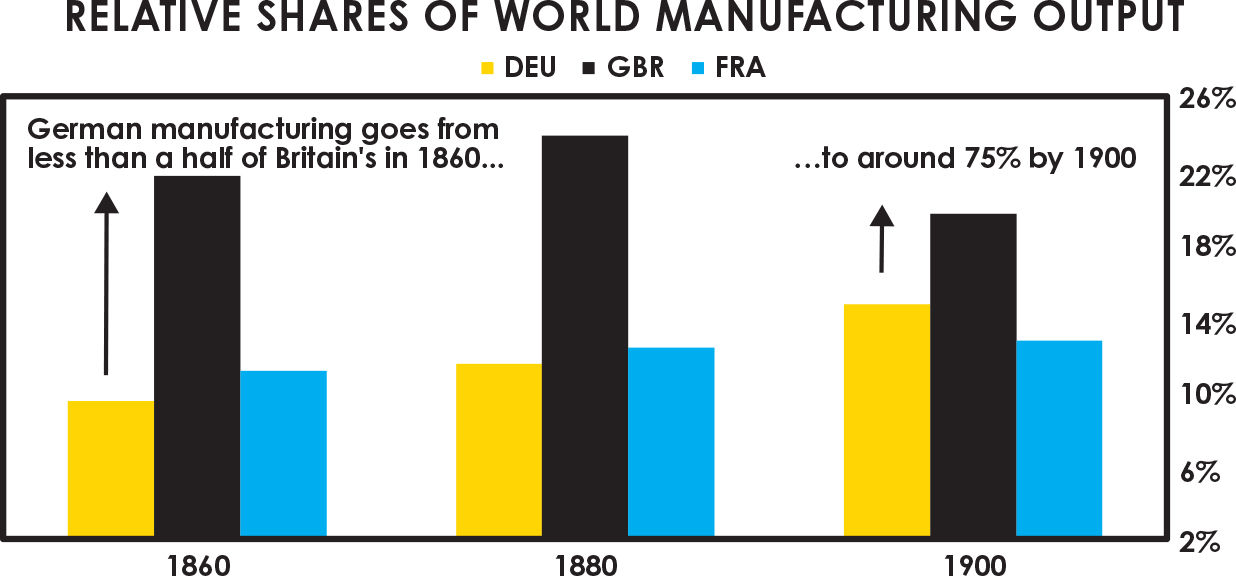 RELATIVE SHARES OF WORLD MANUFACTURING OUTPUT
DEU GBR FRA
German manufacturing goes from
less than a half of Britain's in 1860...
...to around 75% by 1900
26%
22%
18%
14%
10%
6%
2%
1860 1880 1900